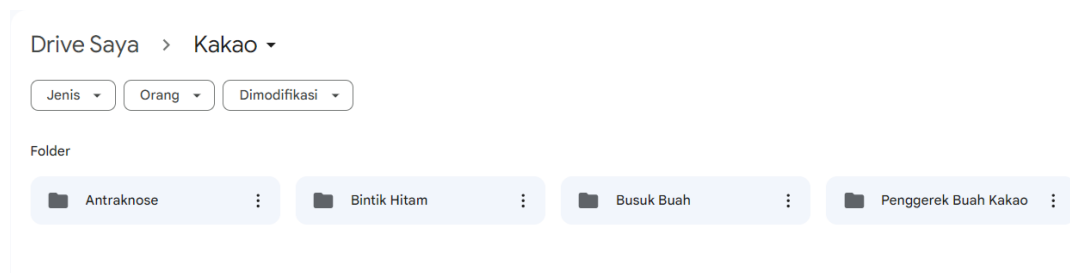 Drive Saya > Kakao
Jenis Orang Dimodifikasi
Folder
Antraknose Bintik Hitam Busuk Buah Penggerek Buah Kakao